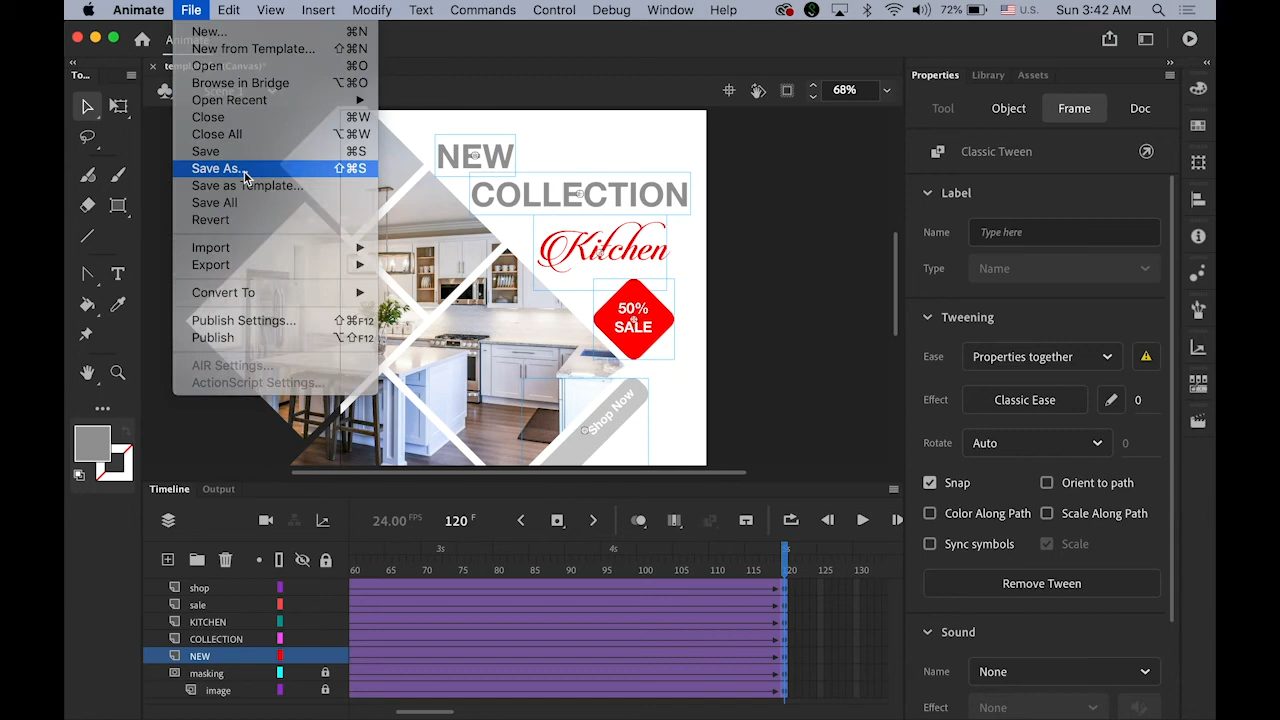 Animate File Edit View Insert Modify Text Commands Control Debug Window Help 72% U.S. Sun 3:42 AM
New... ⌘N
New from Template... ⇧⌘N
Open ⌘O
Browse in Bridge ⌥⌘O
Open Recent
Close ⌘W
Close All ⌥⌘W
Save ⌘S
Save As... ⇧⌘S
Save as Template...
Save All
Revert
Import
Export
Convert To
Publish Settings... ⇧⌘F12
Publish ⌥⇧F12
AIR Settings...
ActionScript Settings...
To...
68%
NEW
COLLECTION
Kitchen
50%
SALE
Shop Now
Properties Library Assets
Tool Object Frame Doc
Classic Tween
Label
Name Type here
Type Name
Tweening
Ease Properties together
Effect Classic Ease 0
Rotate Auto 0
Snap Orient to path
Color Along Path Scale Along Path
Sync symbols Scale
Remove Tween
Sound
Name None
Effect None
Timeline Output
24.00 FPS 120 F
3s 4s
60 65 70 75 80 85 90 95 100 105 110 115 120 125 130
shop
sale
KITCHEN
COLLECTION
NEW
masking
image